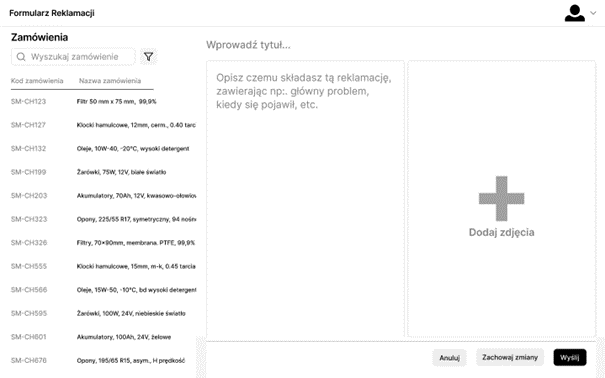 Formularz Reklamacji
Zamówienia
Wyszukaj zamówienie
Kod zamówienia Nazwa zamówienia
SM-CH123 Filtr 50 mm x 75 mm, 99,9%
SM-CH127 Klocki hamulcowe, 12mm, cerm., 0.40 tarcia
SM-CH132 Oleje, 10W-40, -20°C, wysoki detergent
SM-CH199 Żarówki, 75W, 12V, białe światło
SM-CH203 Akumulatory, 70Ah, 12V, kwasowo-ołowiow
SM-CH323 Opony, 225/55 R17, symetryczny, 94 nośno
SM-CH326 Filtry, 70x90mm, membrana. PTFE, 99,9%
SM-CH555 Klocki hamulcowe, 15mm, m-k, 0.45 tarcia
SM-CH566 Oleje, 15W-50, -10°C, bd wysoki detergent
SM-CH595 Żarówki, 100W, 24V, niebieskie światło
SM-CH601 Akumulatory, 100Ah, 24V, żelowe
SM-CH676 Opony, 195/65 R15, asym., H prędkość
Wprowadź tytuł...
Opisz czemu składasz tą reklamację,
zawierając np:. główny problem,
kiedy się pojawił, etc.
Dodaj zdjęcia
Anuluj
Zachowaj zmiany
Wyślij